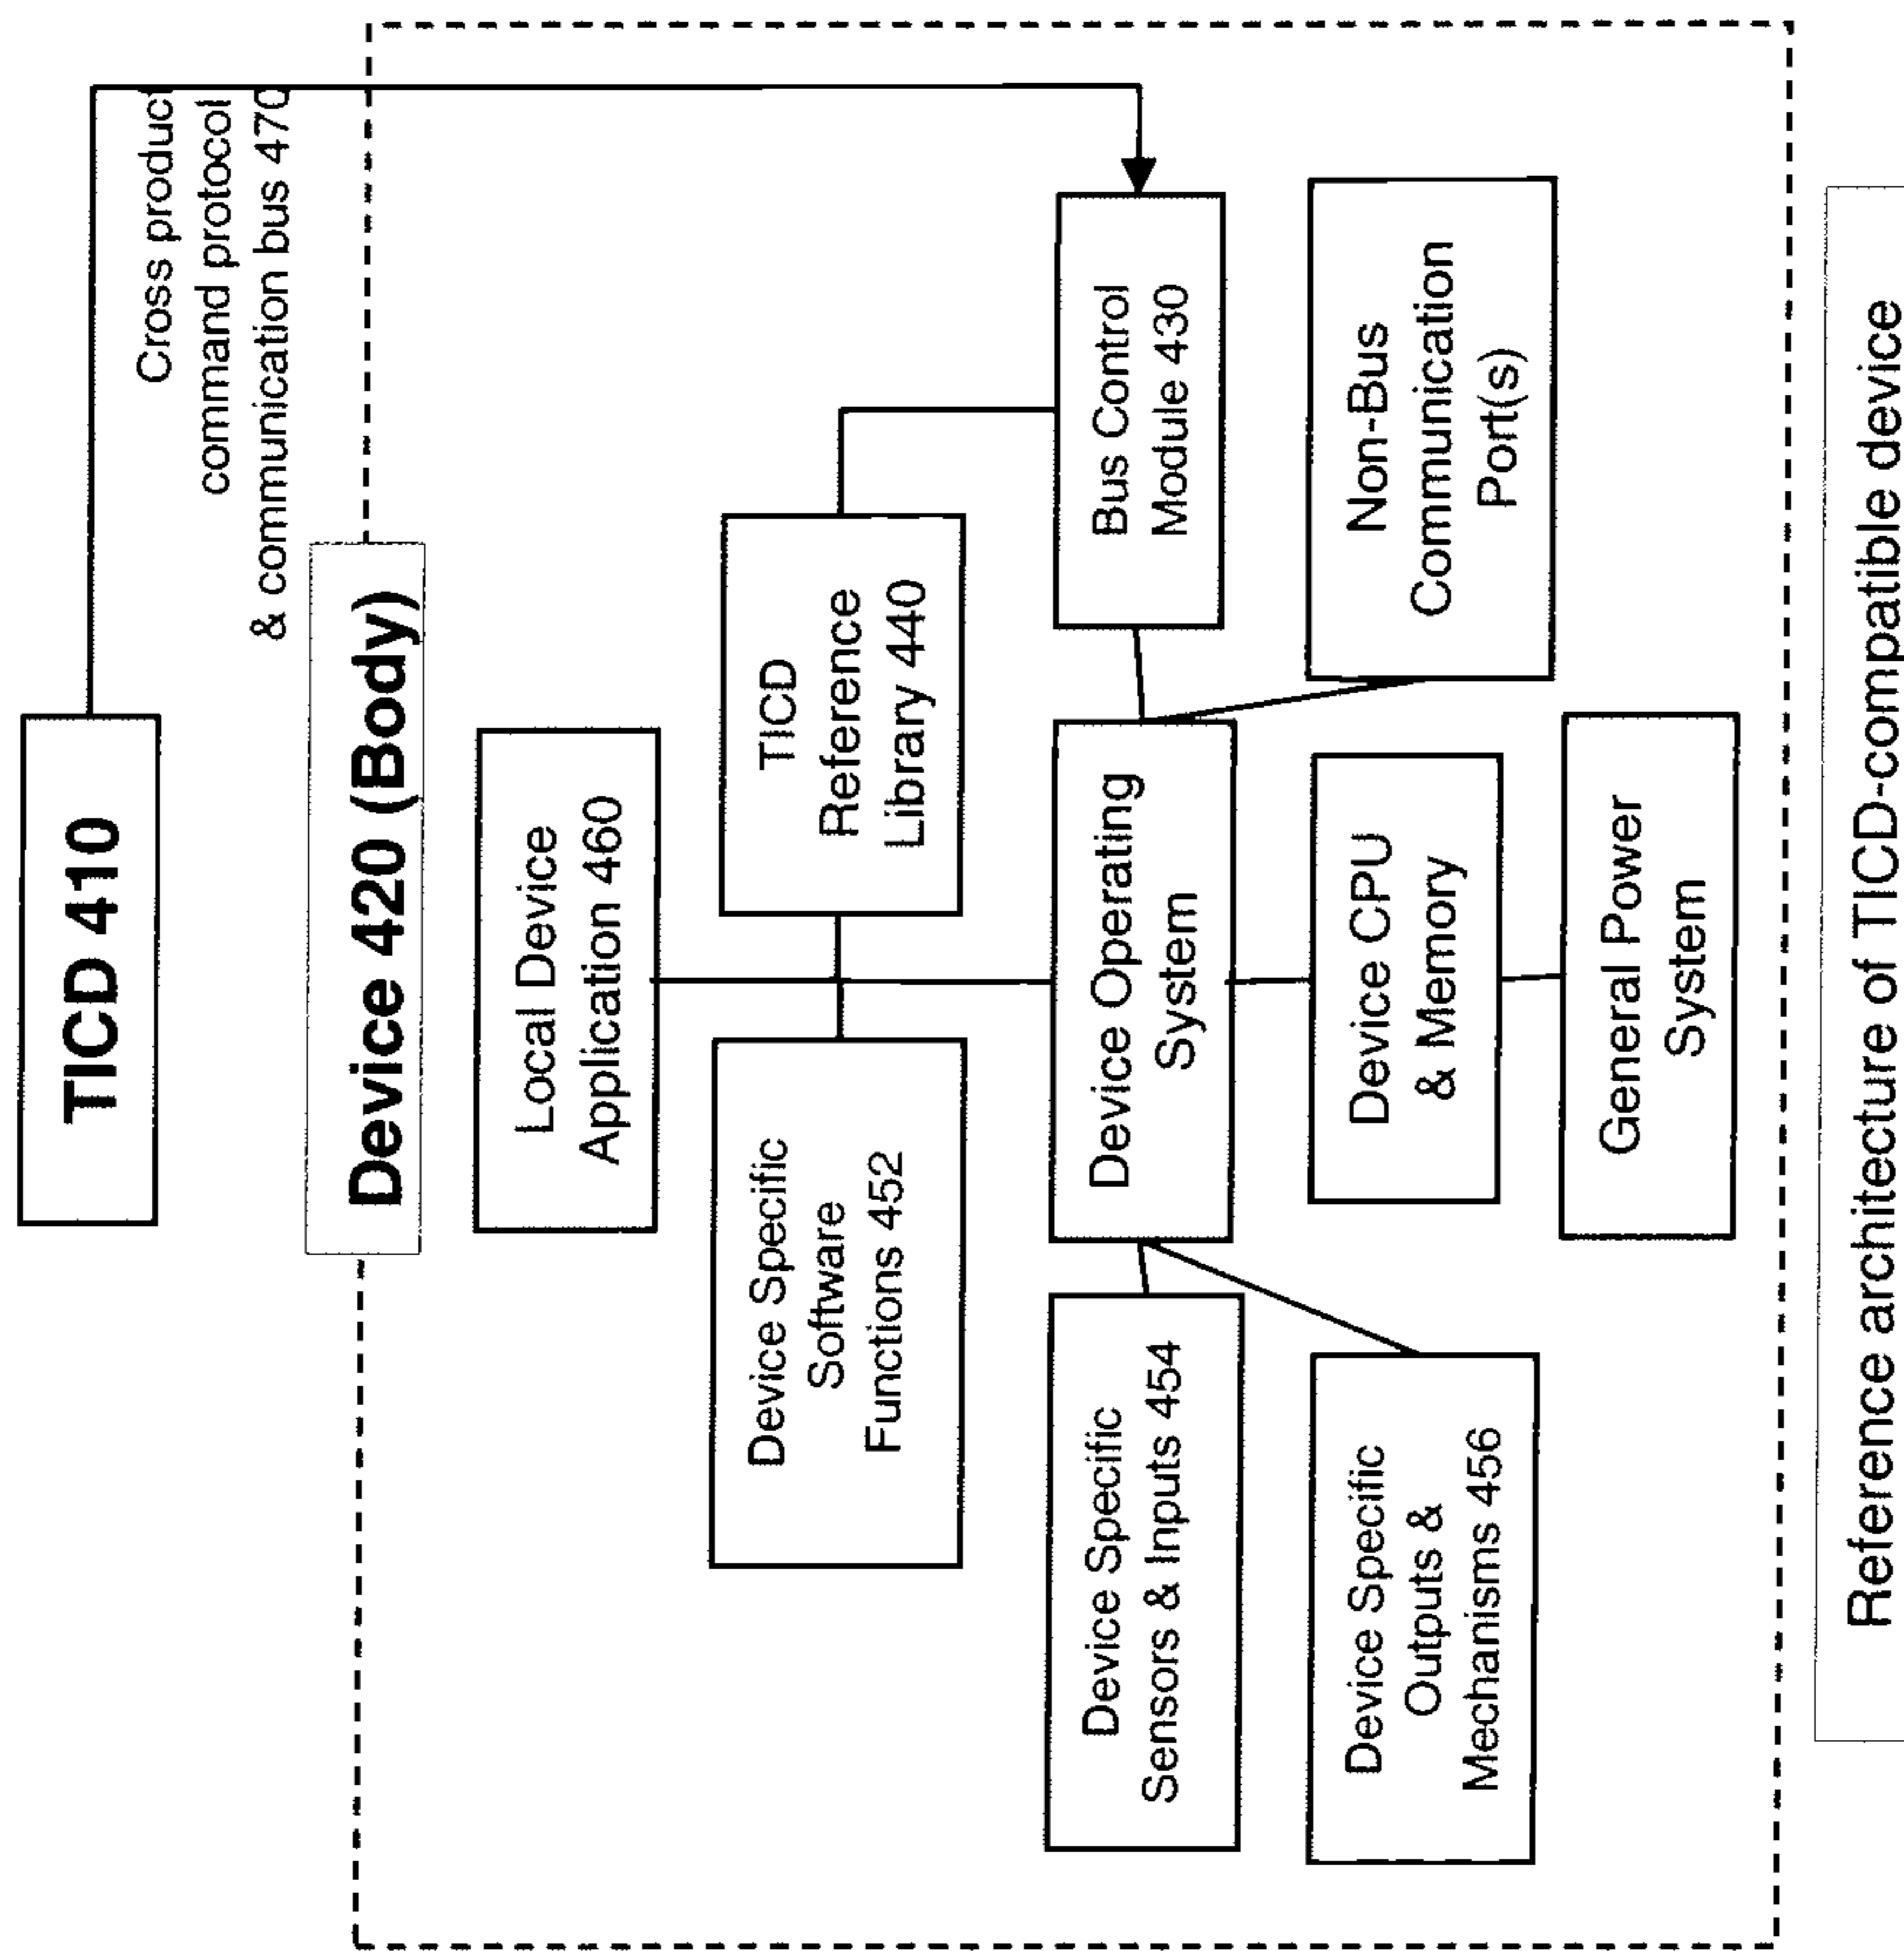 TICD 410
Cross produc
command protocol
& communication bus 470
Device 420 (Body)
Local Device
Application 460
Device Specific
Software
Functions 452
TICD
Reference
Library 440
Device Specific
Sensors & Inputs 454
Device Operating
System
Bus Control
Module 430
Device Specific
Outputs &
Mechanisms 456
Device CPU
& Memory
Non-Bus
Communication
Port(s)
General Power
System
Reference architecture of TICD-compatible device